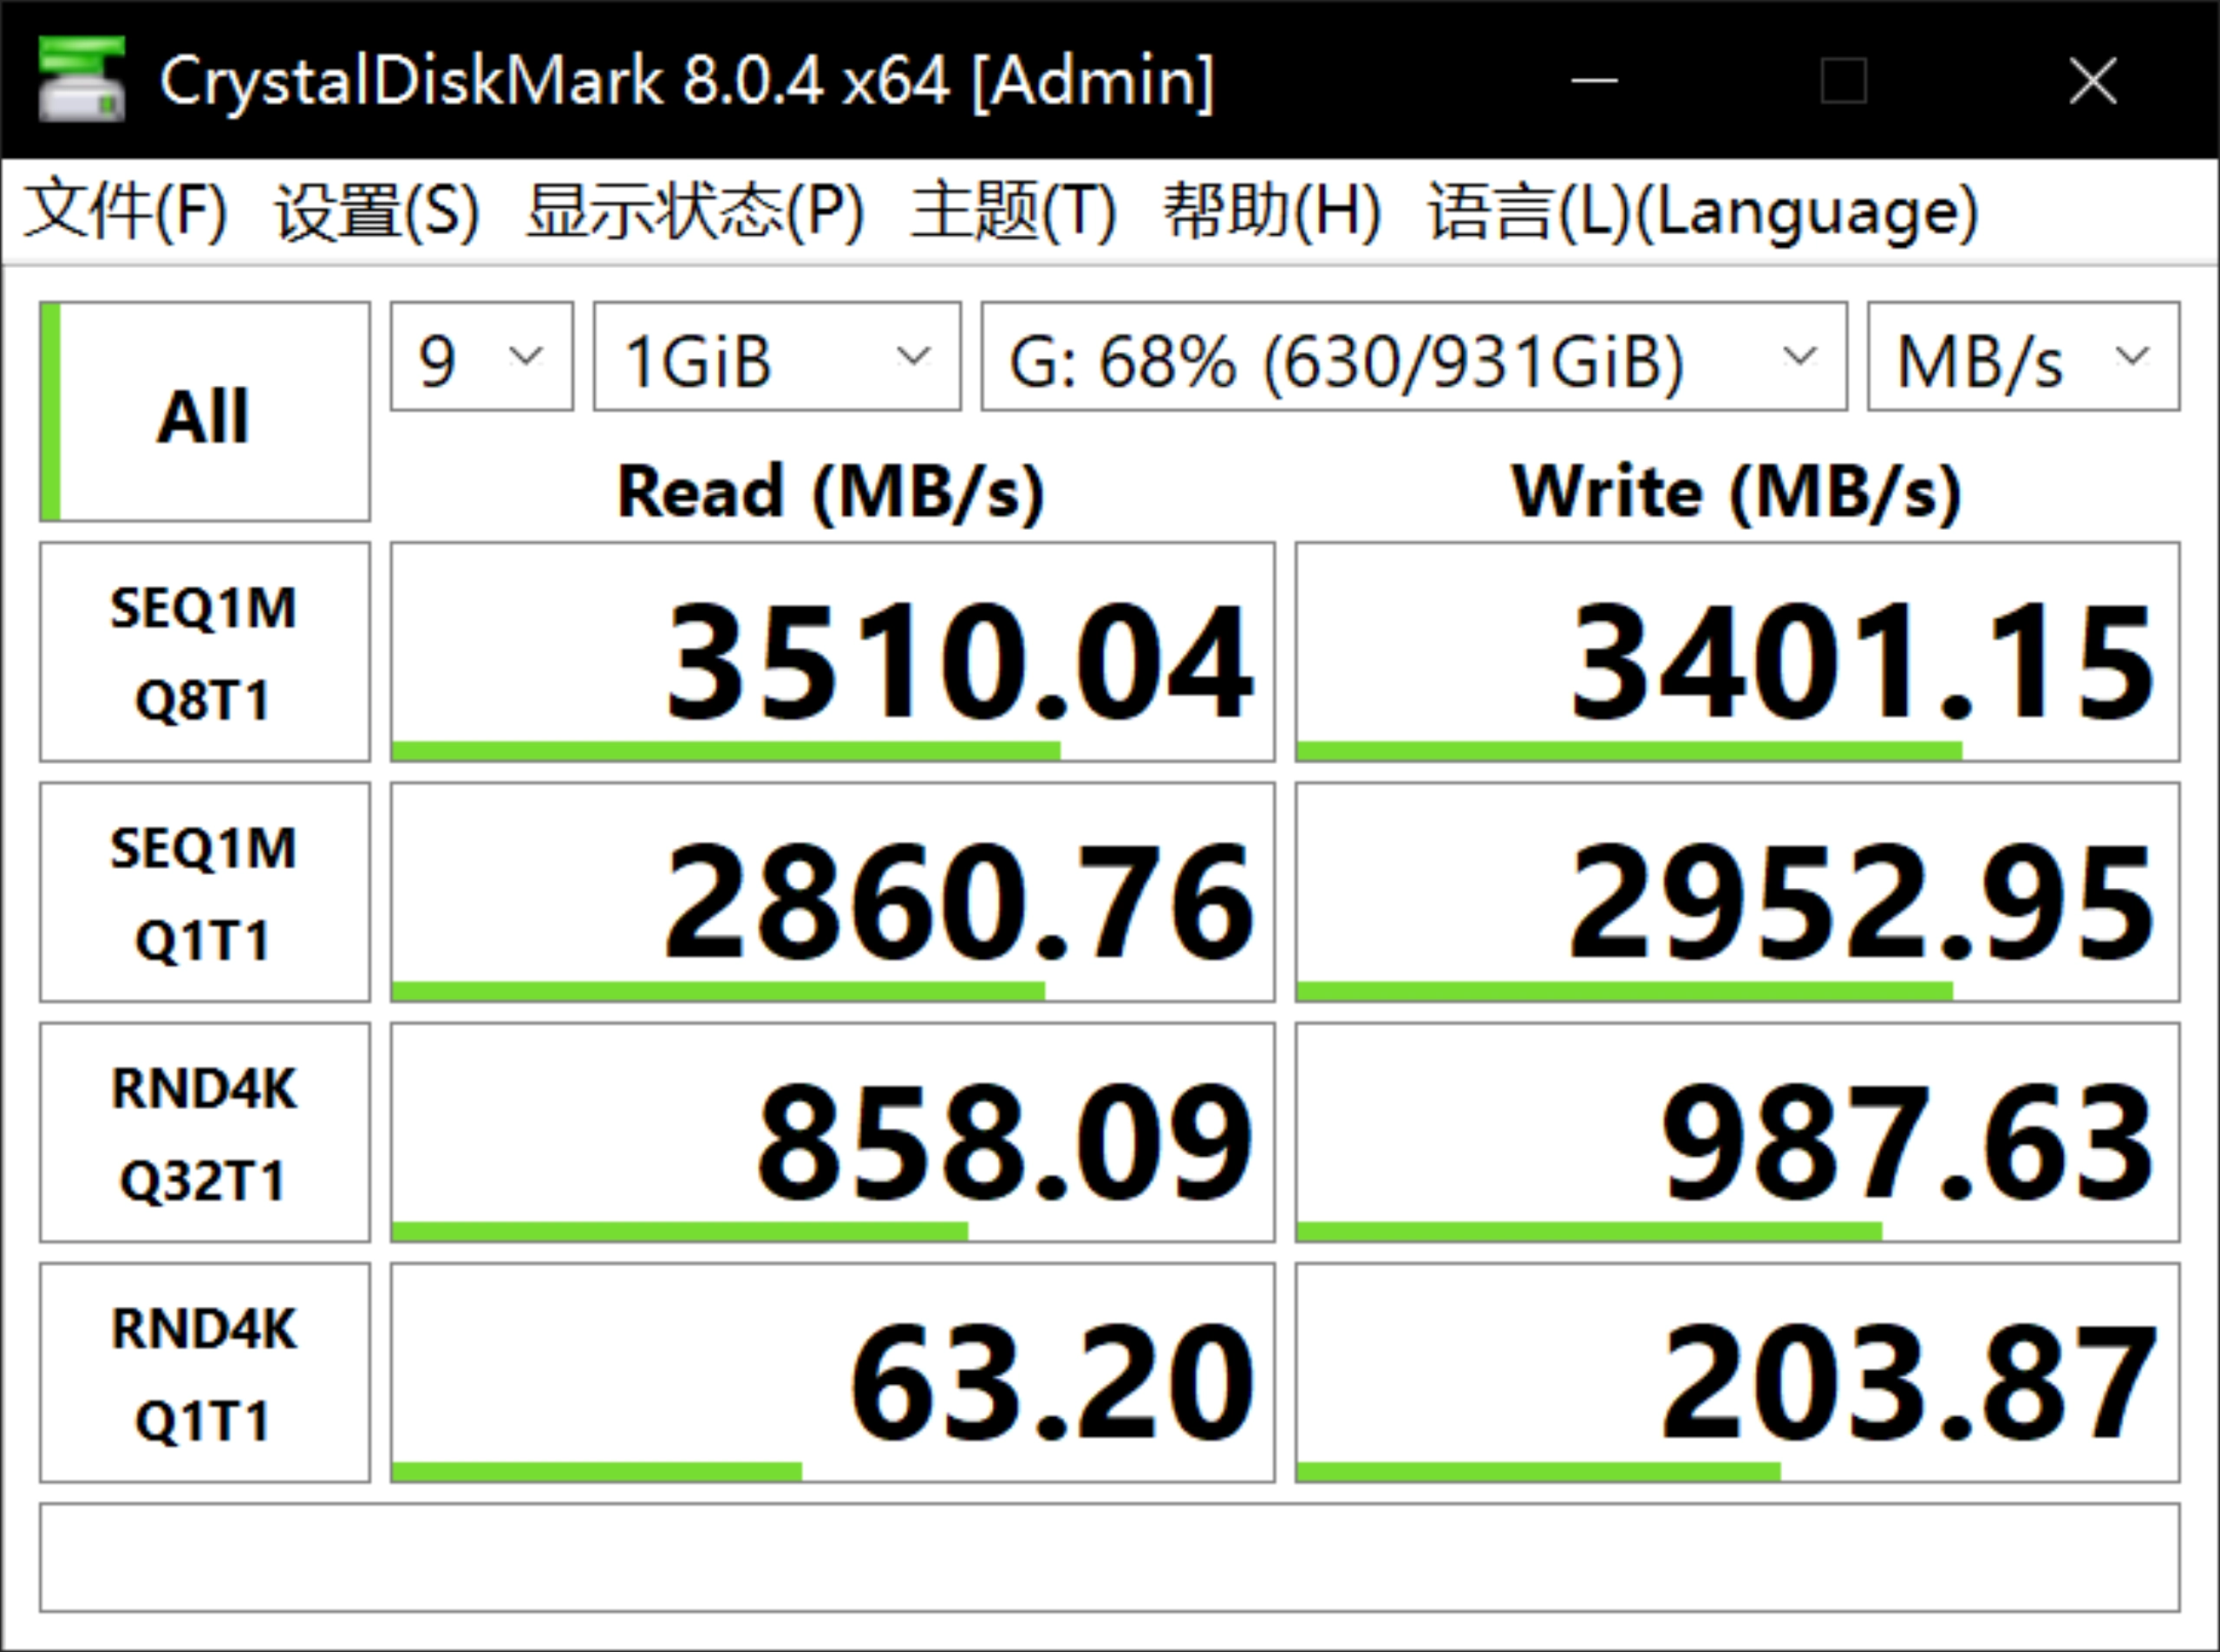 CrystalDiskMark 8.0.4 x64 [Admin]
文件(F) 设置(S) 显示状态(P) 主题(T) 帮助(H) 语言(L)(Language)
All 9 1GiB G: 68% (630/931GiB) MB/s
Read (MB/s) Write (MB/s)
SEQ1M
Q8T1
3510.04 3401.15
SEQ1M
Q1T1
2860.76 2952.95
RND4K
Q32T1
858.09 987.63
RND4K
Q1T1
63.20 203.87